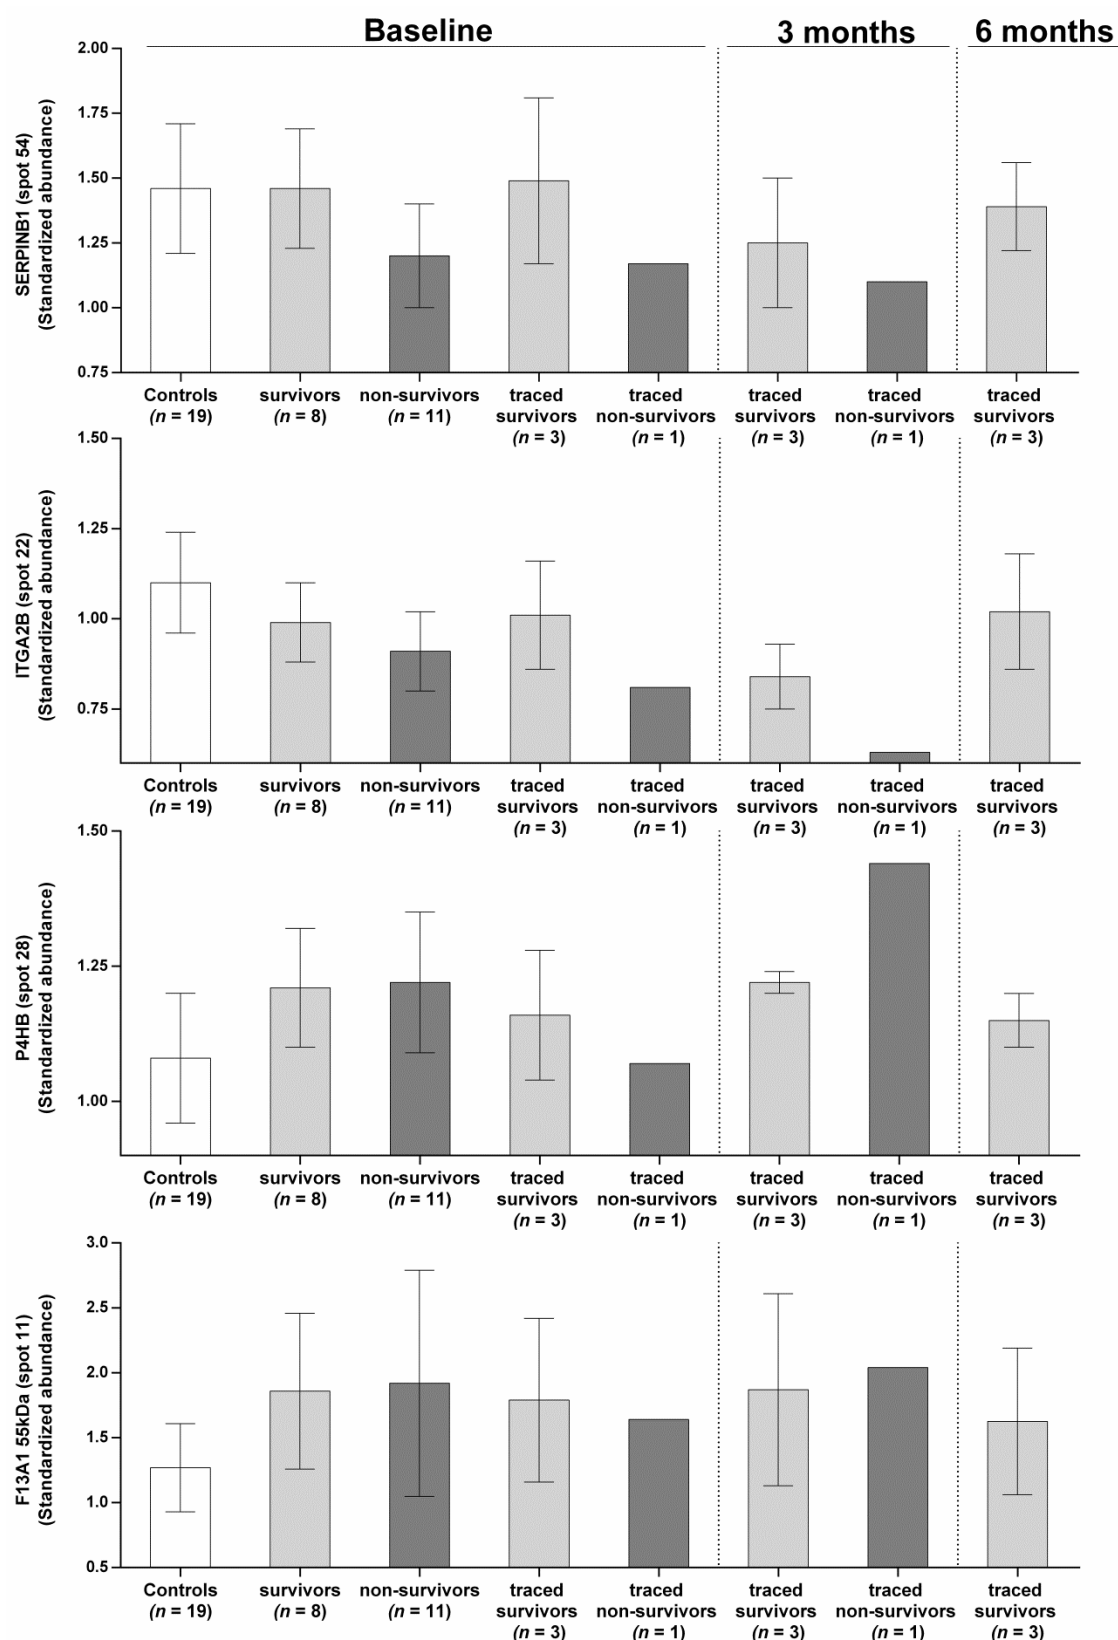 Baseline
3 months
6 months
SERPINB1 (spot 54)
(Standardized abundance)
2.00
1.75
1.50
1.25
1.00
0.75
Controls
(n = 19)
survivors
(n = 8)
non-survivors
(n = 11)
traced
survivors
(n = 3)
traced
non-survivors
(n = 1)
traced
survivors
(n = 3)
traced
non-survivors
(n = 1)
traced
survivors
(n = 3)
ITGA2B (spot 22)
(Standardized abundance)
1.50
1.25
1.00
0.75
Controls
(n = 19)
survivors
(n = 8)
non-survivors
(n = 11)
traced
survivors
(n = 3)
traced
non-survivors
(n = 1)
traced
survivors
(n = 3)
traced
non-survivors
(n = 1)
traced
survivors
(n = 3)
P4HB (spot 28)
(Standardized abundance)
1.50
1.25
1.00
Controls
(n = 19)
survivors
(n = 8)
non-survivors
(n = 11)
traced
survivors
(n = 3)
traced
non-survivors
(n = 1)
traced
survivors
(n = 3)
traced
non-survivors
(n = 1)
traced
survivors
(n = 3)
F13A1 55kDa (spot 11)
(Standardized abundance)
3.0
2.5
2.0
1.5
1.0
0.5
Controls
(n = 19)
survivors
(n = 8)
non-survivors
(n = 11)
traced
survivors
(n = 3)
traced
non-survivors
(n = 1)
traced
survivors
(n = 3)
traced
non-survivors
(n = 1)
traced
survivors
(n = 3)